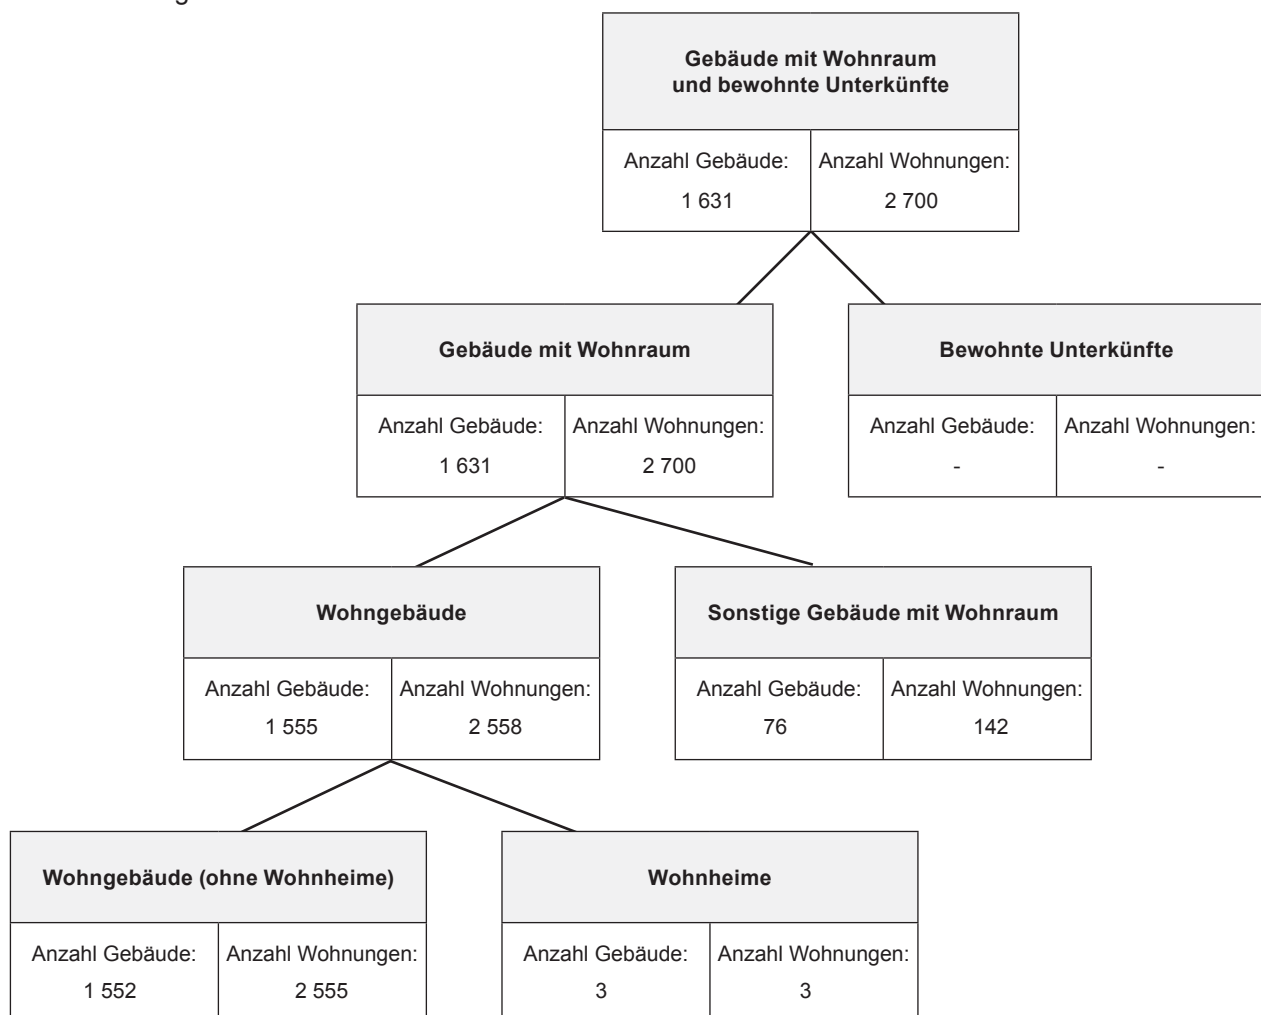 Gebäude mit Wohnraum
und bewohnte Unterkünfte
Anzahl Gebäude: Anzahl Wohnungen:
1 631 2 700
Gebäude mit Wohnraum
Anzahl Gebäude: Anzahl Wohnungen:
1 631 2 700
Bewohnte Unterkünfte
Anzahl Gebäude: Anzahl Wohnungen:
- -
Wohngebäude
Anzahl Gebäude: Anzahl Wohnungen:
1 555 2 558
Sonstige Gebäude mit Wohnraum
Anzahl Gebäude: Anzahl Wohnungen:
76 142
Wohngebäude (ohne Wohnheime)
Anzahl Gebäude: Anzahl Wohnungen:
1 552 2 555
Wohnheime
Anzahl Gebäude: Anzahl Wohnungen:
3 3